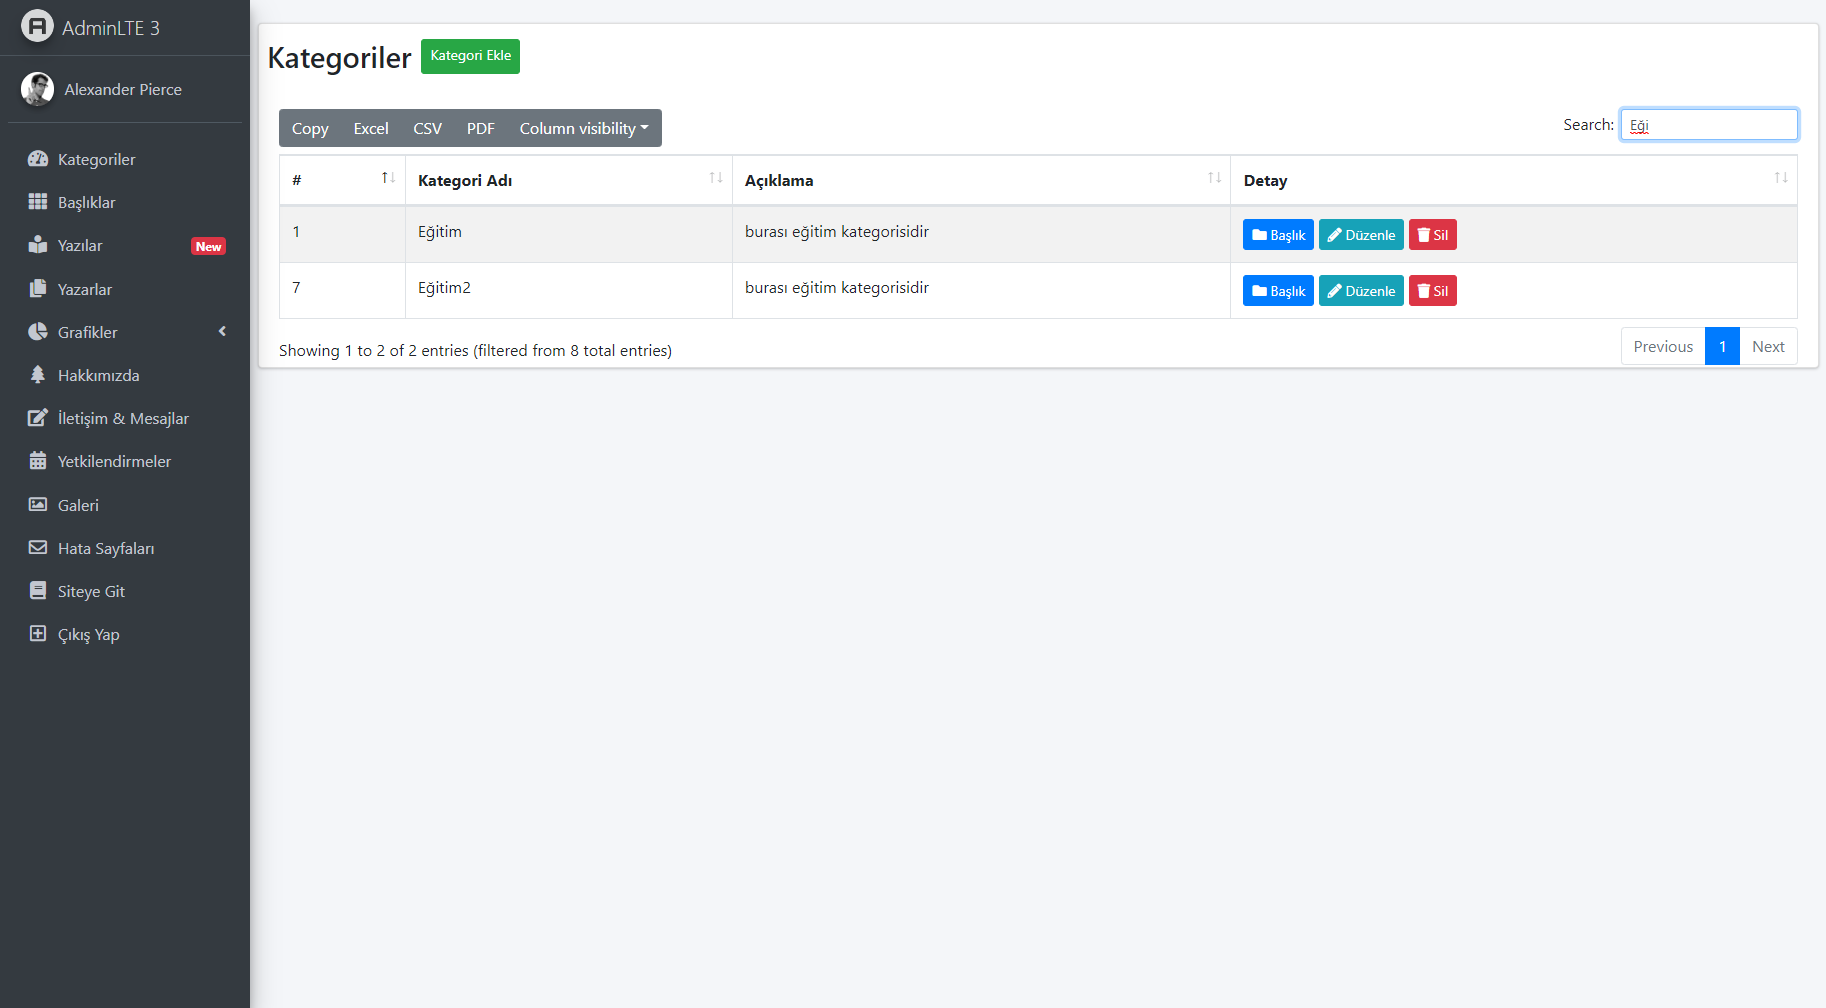 AdminLTE 3
Alexander Pierce
Kategoriler
Başlıklar
Yazılar New
Yazarlar
Grafikler
Hakkımızda
İletişim & Mesajlar
Yetkilendirmeler
Galeri
Hata Sayfaları
Siteye Git
Çıkış Yap
Kategoriler Kategori Ekle
Copy Excel CSV PDF Column visibility
Search: Eği
# Kategori Adı Açıklama Detay
1 Eğitim burası eğitim kategorisidir Başlık Düzenle Sil
7 Eğitim2 burası eğitim kategorisidir Başlık Düzenle Sil
Showing 1 to 2 of 2 entries (filtered from 8 total entries)
Previous 1 Next